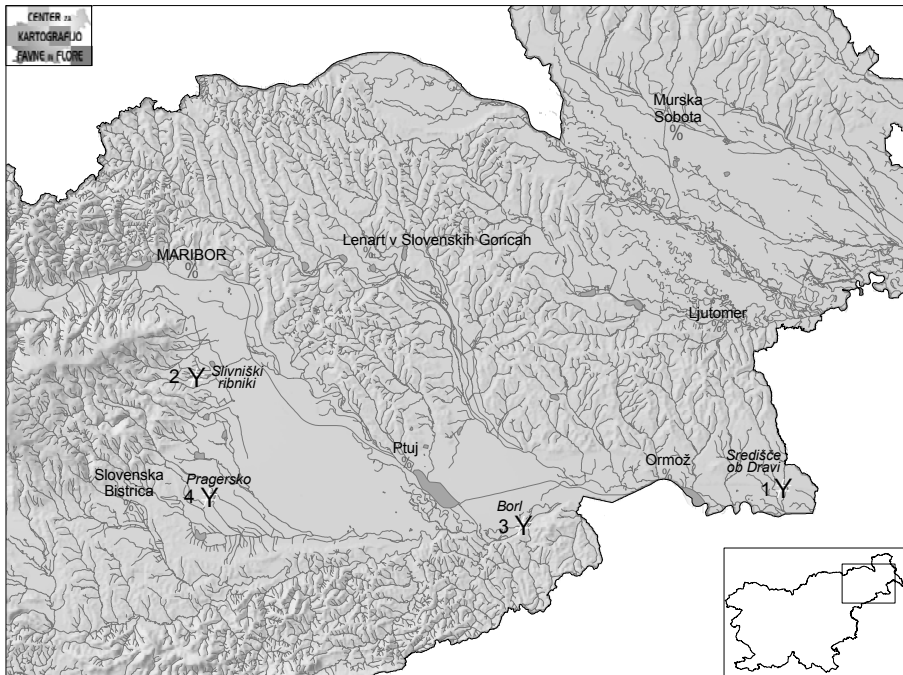 CENTER ZA
KARTOGRAFIJO
FAVNE IN FLORE
Murska
Sobota
%
Lenart v Slovenskih Goricah
%
MARIBOR
%
Ljutomer
%
2 Y Slivniški
ribniki
Ptuj
%
Ormož
%
Središče
ob Dravi
1 Y
Slovenska
Bistrica
%
Pragersko
4 Y
Borl
3 Y